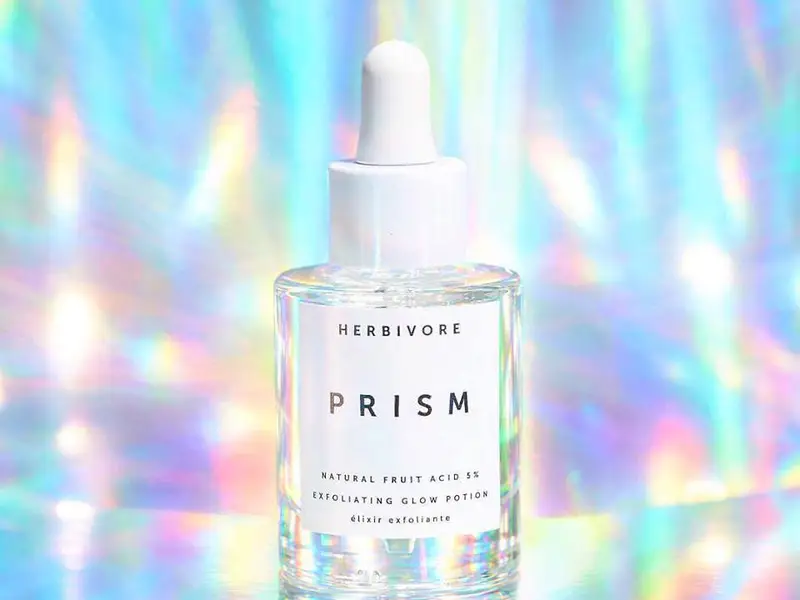 HERBIVORE
PRISM
NATURAL FRUIT ACID 5%
EXFOLIATING GLOW POTION
élixir exfoliante